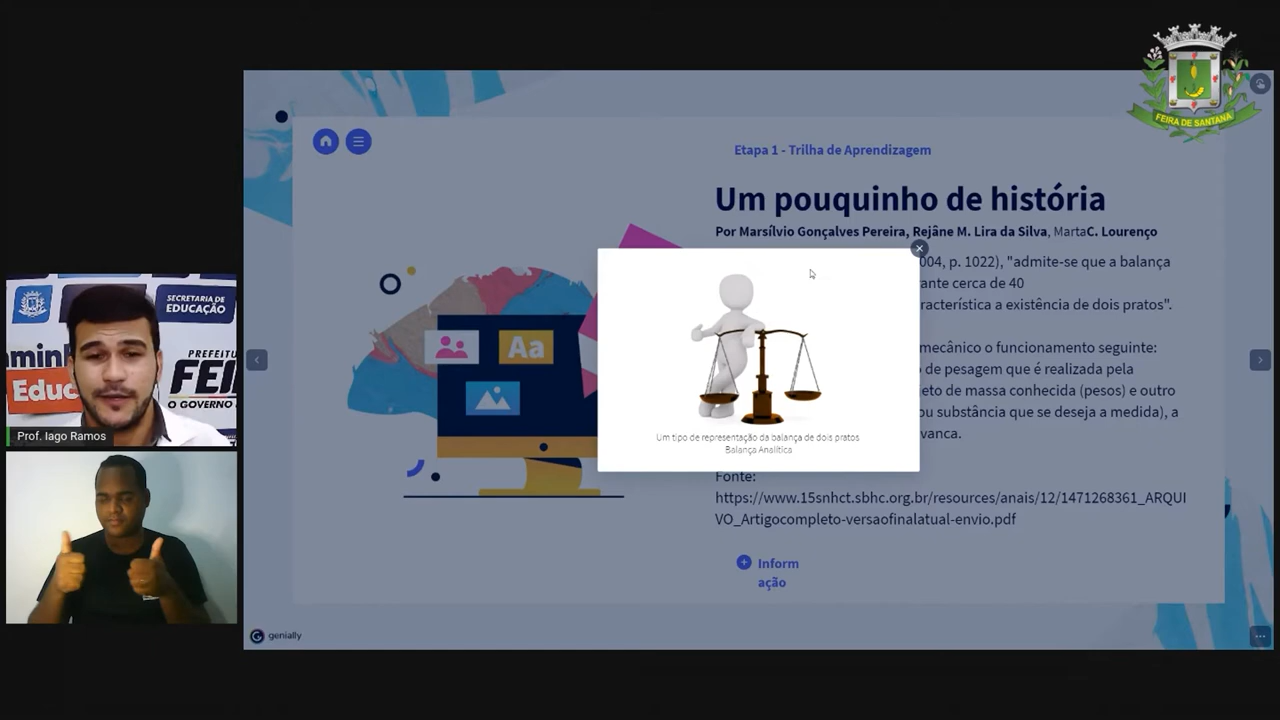 FEIRA DE SANTANA
Etapa 1 - Trilha de Aprendizagem
Um pouquinho de história
Por Marsílvio Gonçalves Pereira, Rejâne M. Lira da Silva, MartaC. Lourenço
004, p. 1022), "admite-se que a balança
rante cerca de 40
racterística a existência de dois pratos".
mecânico o funcionamento seguinte:
o de pesagem que é realizada pela
eto de massa conhecida (pesos) e outro
ou substância que se deseja a medida), a
vanca.
Fonte:
https://www.15snhct.sbhc.org.br/resources/anais/12/1471268361_ARQUI
VO_Artigocompleto-versaofinalatual-envio.pdf
Inform
ação
Aa
Um tipo de representação da balança de dois pratos
Balança Analítica
genially
SECRETARIA DE
EDUCAÇÃO
aminh
Educ
PREFEITU
FEI
O GOVERNO
Prof. Iago Ramos